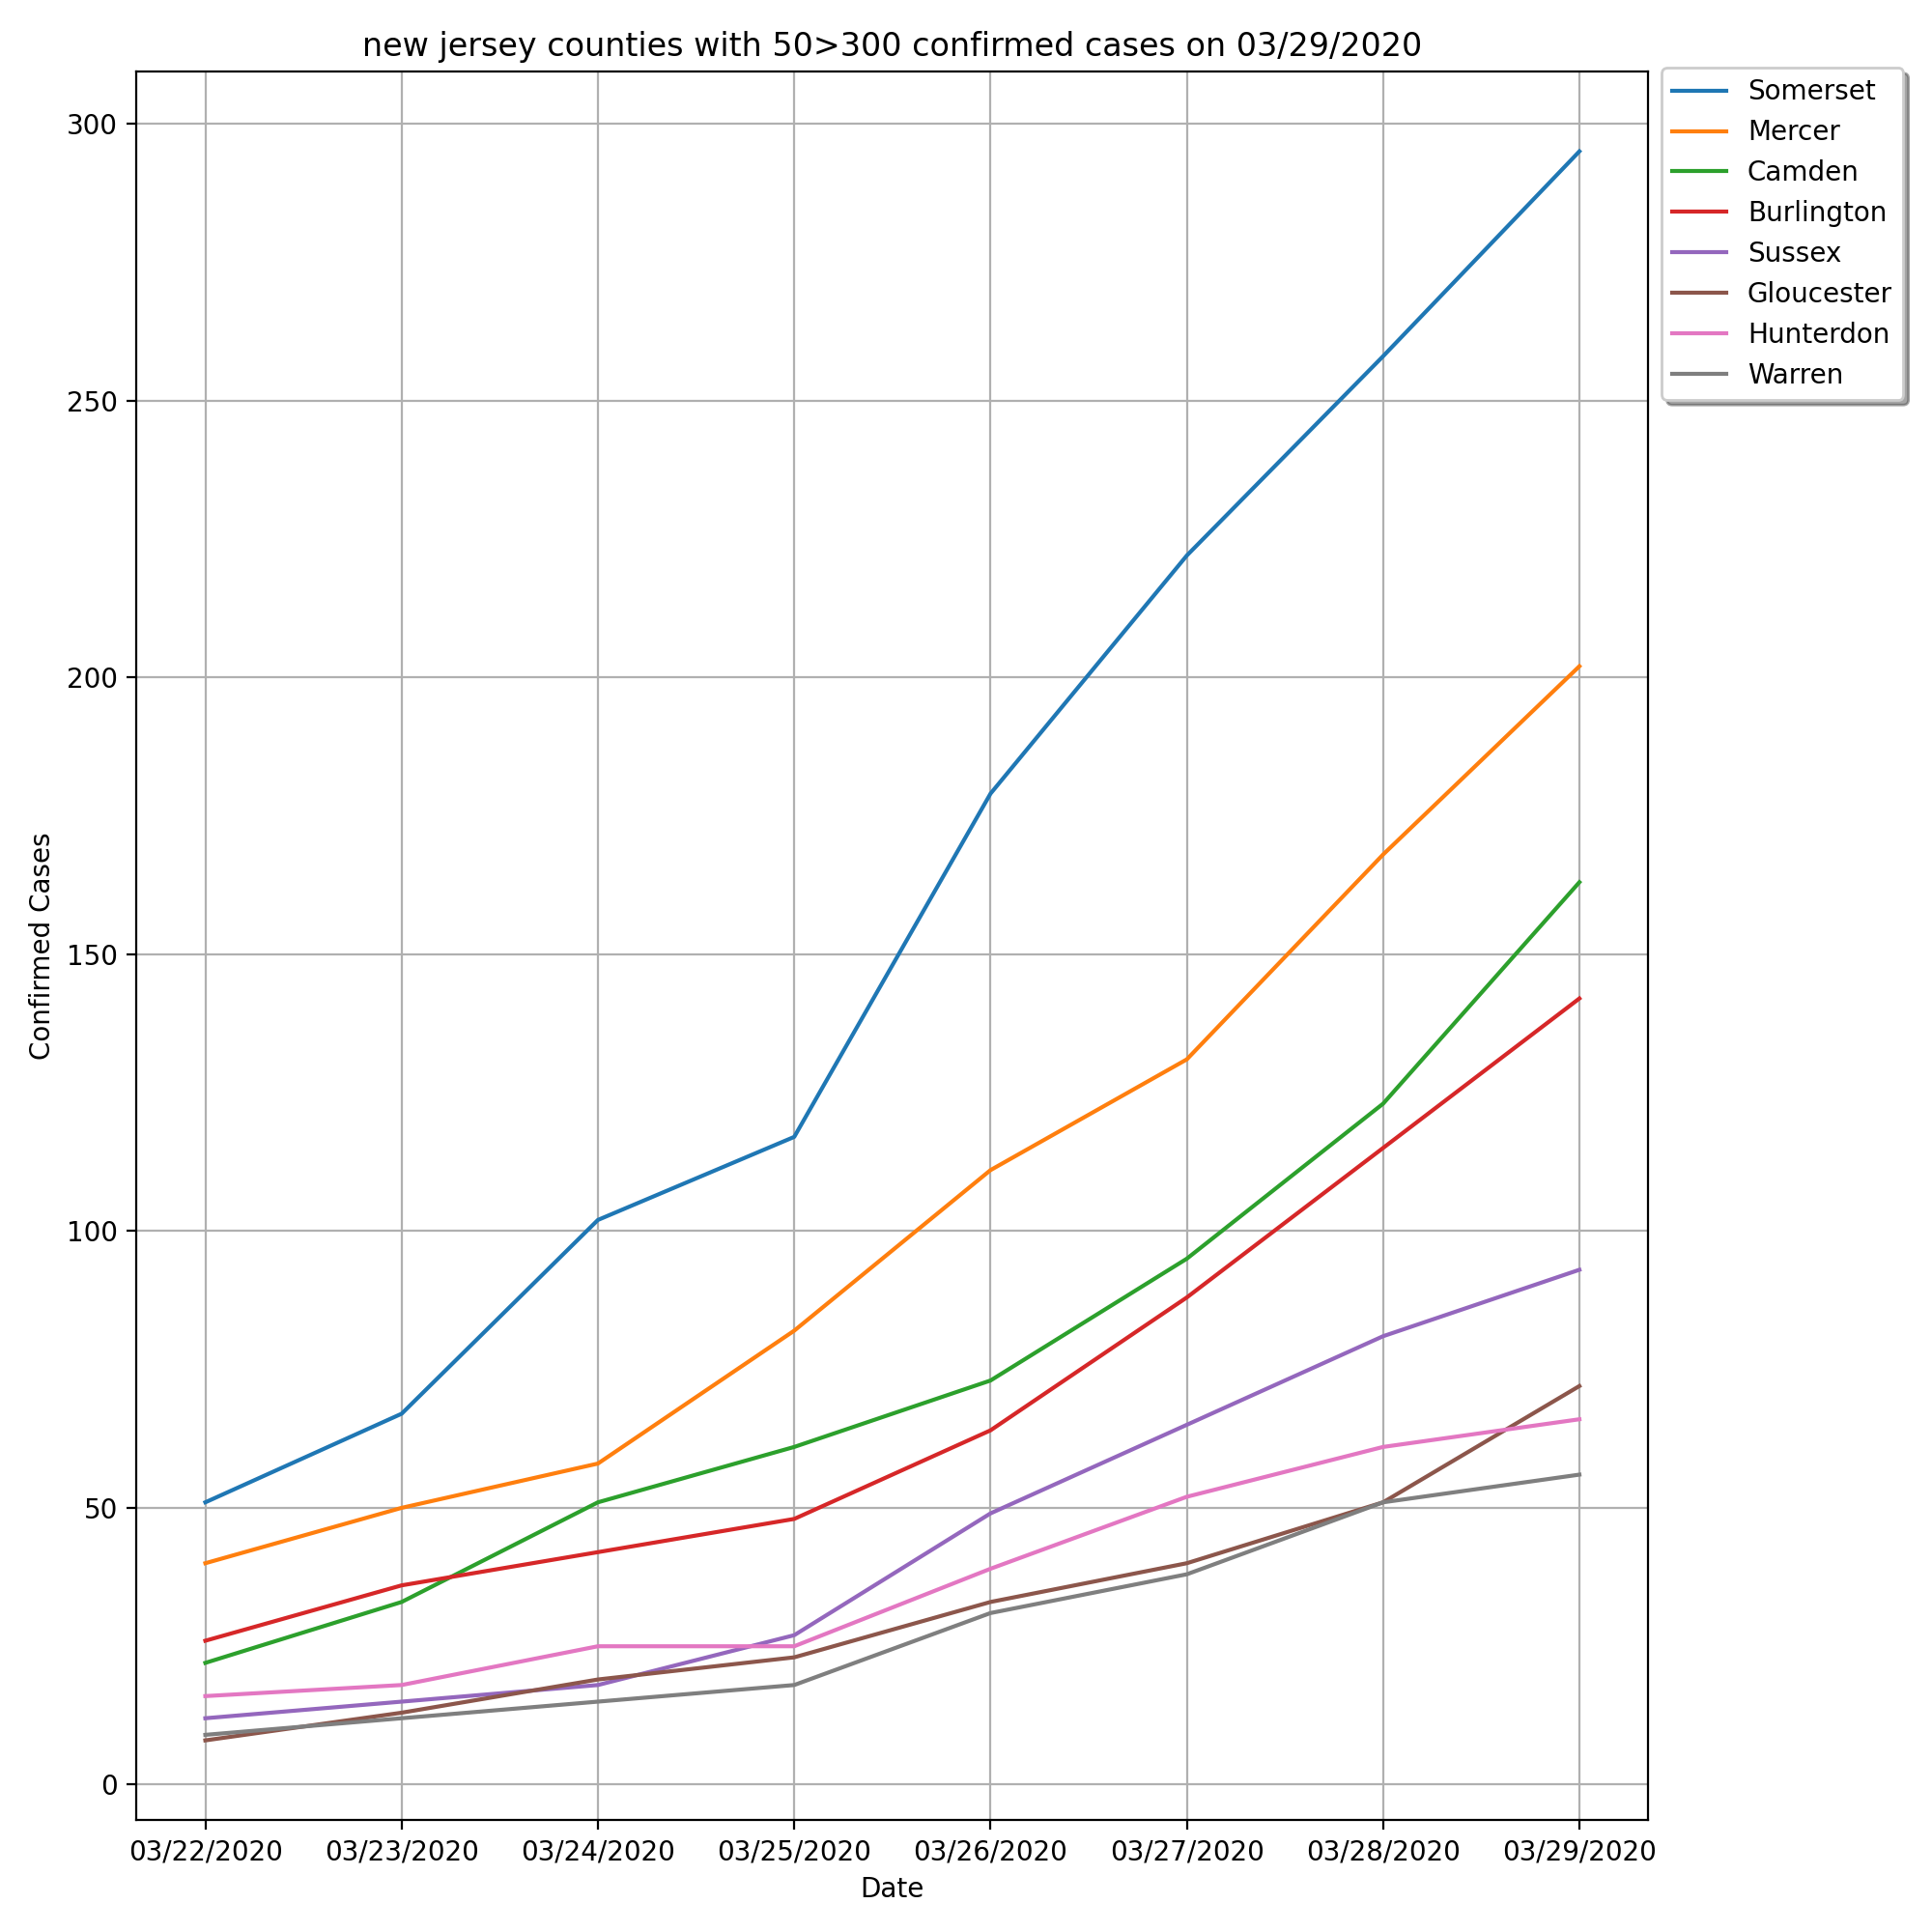 new jersey counties with 50>300 confirmed cases on 03/29/2020
Somerset
Mercer
Camden
Burlington
Sussex
Gloucester
Hunterdon
Warren
300
250
200
150
100
50
0
Confirmed Cases
03/22/2020 03/23/2020 03/24/2020 03/25/2020 03/26/2020 03/27/2020 03/28/2020 03/29/2020
Date